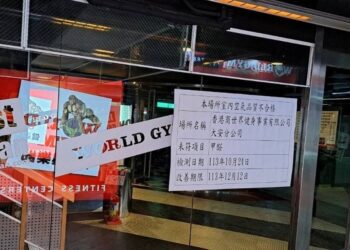 本場所室內空氣品質不合格
場所名稱 香港商世界健身事業有限公司
大安分公司
未符項目 甲醛
檢測日期 113年10月24日
改善期限 113年12月12日
WORLD GY
FITNESS CENTERS